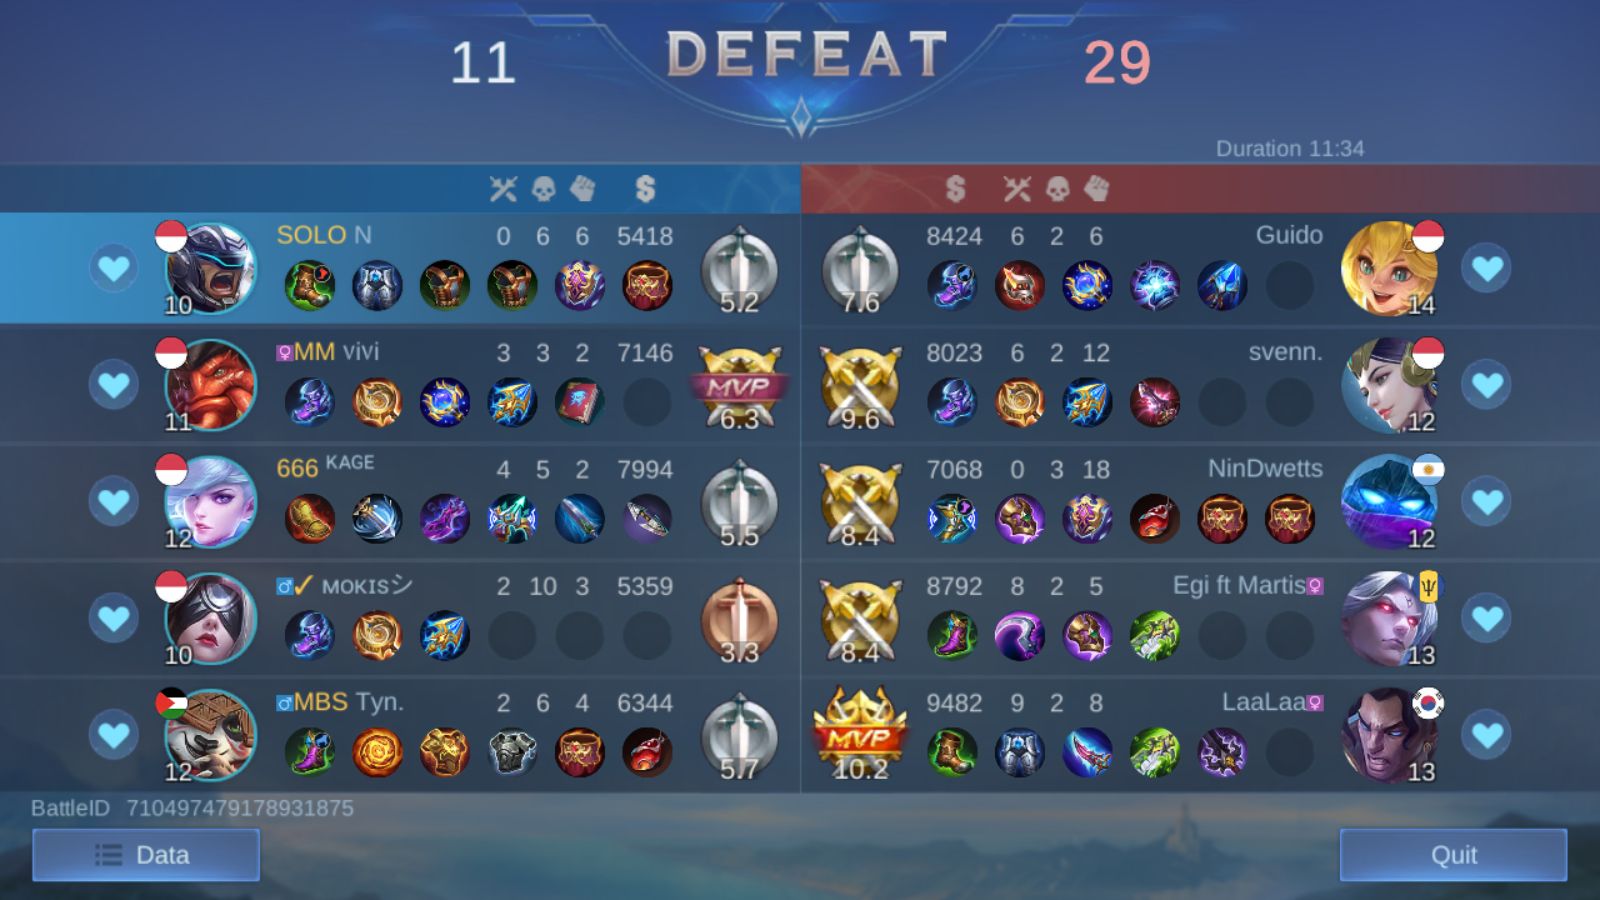 11 DEFEAT 29
Duration 11:34
SOLO N 0 6 6 5418
10 5.2
8424 6 2 6 Guido
7.6 14
MM vivi 3 3 2 7146
11 MVP 6.3
8023 6 2 12 svenn.
9.6 12
666 KAGE 4 5 2 7994
12 5.5
7068 0 3 18 NinDwetts
8.4 12
✓ ᴍᴏᴋɪsシ 2 10 3 5359
10 3.3
8792 8 2 5 Egi ft Martis
8.4 13
MBS Tyn. 2 6 4 6344
12 5.7
9482 9 2 8 LaaLaa
MVP 10.2 13
BattleID 710497479178931875
Data
Quit